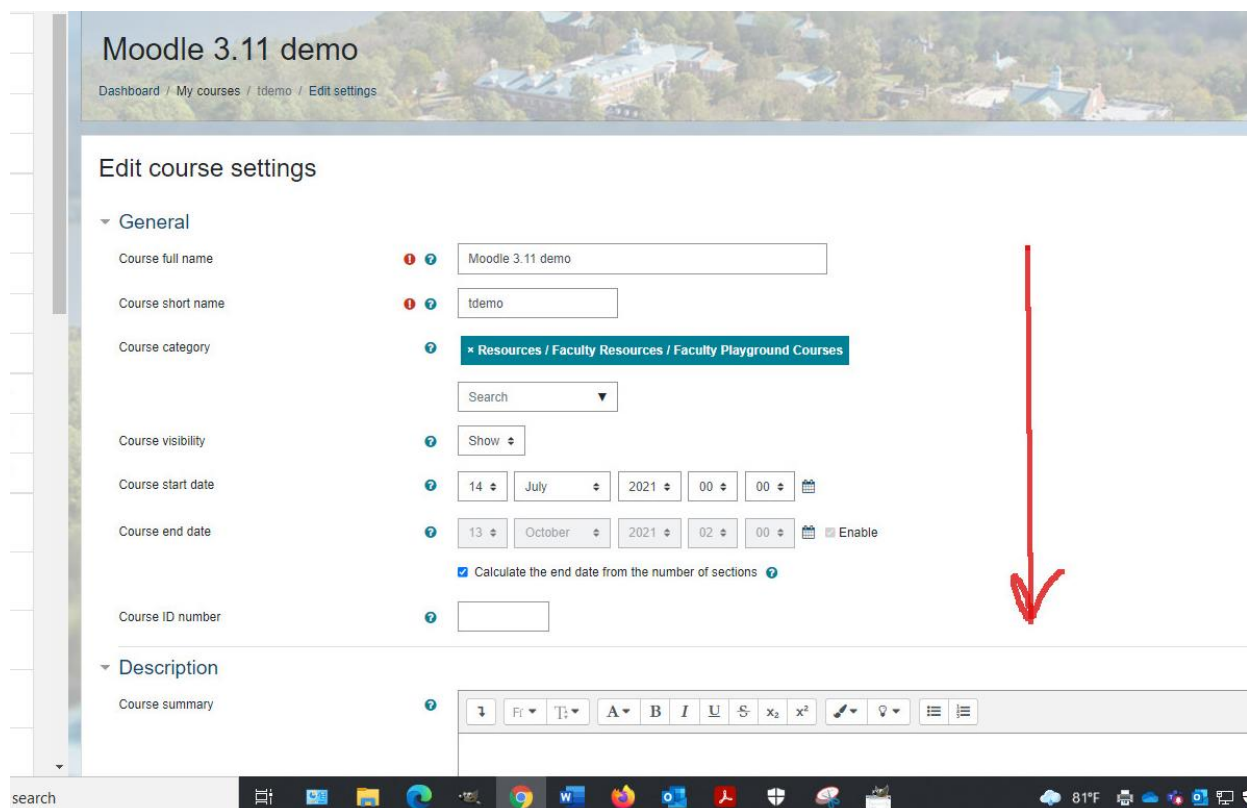 Moodle 3.11 demo
Dashboard / My courses / tdemo / Edit settings
Edit course settings
General
Course full name Moodle 3.11 demo
Course short name tdemo
Course category × Resources / Faculty Resources / Faculty Playground Courses
Search
Course visibility Show
Course start date 14 July 2021 00 00
Course end date 13 October 2021 02 00 Enable
Calculate the end date from the number of sections
Course ID number
Description
Course summary
A B I U S x₂ x²
search 81°F